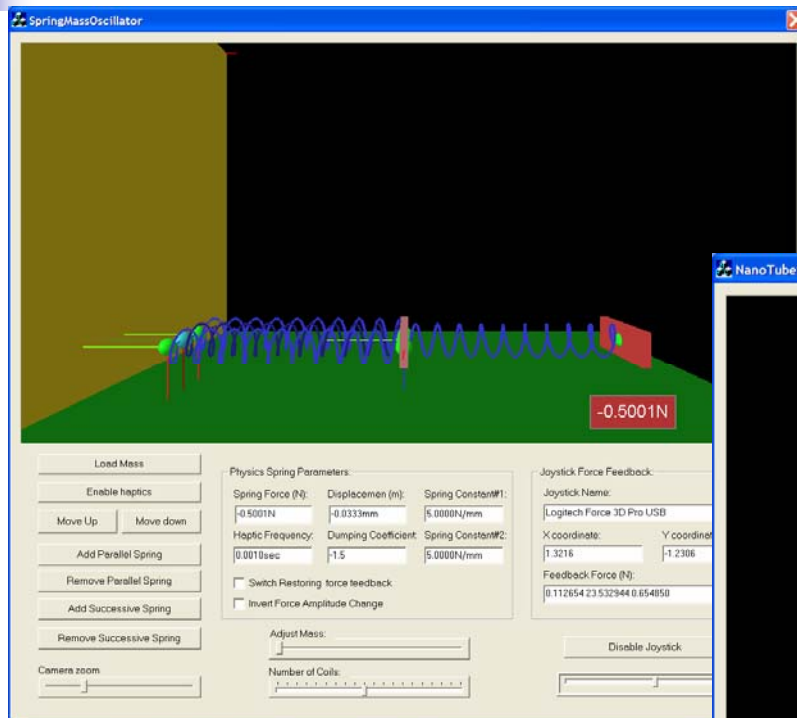 SpringMassOscillator
NanoTube
-0.5001N
Load Mass
Enable haptics
Move Up Move down
Add Parallel Spring
Remove Parallel Spring
Add Successive Spring
Remove Successive Spring
Camera zoom
Physics Spring Parameters:
Spring Force (N): Displacemen (m): Spring Constant#1:
-0.5001N -0.0333mm 5.0000N/mm
Haptic Frequency: Dumping Coefficient: Spring Constant#2:
0.0010sec -1.5 5.0000N/mm
Switch Restoring force feedback
Invert Force Amplitude Change
Adjust Mass:
Number of Coils:
Joystick Force Feedback:
Joystick Name:
Logitech Force 3D Pro USB
X coordinate: Y coordinat
1.3216 -1.2306
Feedback Force (N):
0.112654 23.532944 0.654850
Disable Joystick